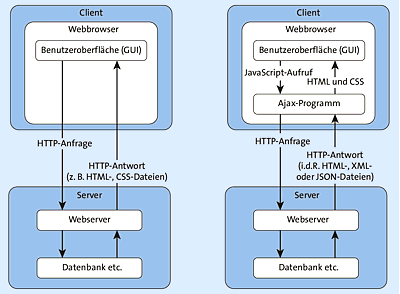 Client
Webbrowser
Benutzeroberfläche (GUI)
HTTP-Anfrage
HTTP-Antwort
(z. B. HTML-, CSS-Dateien)
Server
Webserver
Datenbank etc.
Client
Webbrowser
Benutzeroberfläche (GUI)
JavaScript-Aufruf
HTML und CSS
Ajax-Programm
HTTP-Anfrage
HTTP-Antwort
(i.d.R. HTML-, XML-
oder JSON-Dateien)
Server
Webserver
Datenbank etc.